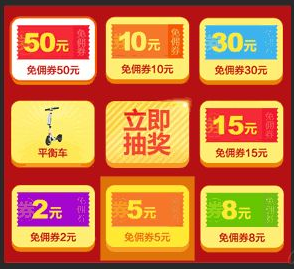 50元 免佣券
10元 免佣券
30元 免佣券
免佣券50元
免佣券10元
免佣券30元
立即
抽奖
15元 免佣券
平衡车
免佣券15元
券 2元 免佣券
券 5元 免佣券
券 8元 免佣券
免佣券2元
免佣券5元
免佣券8元